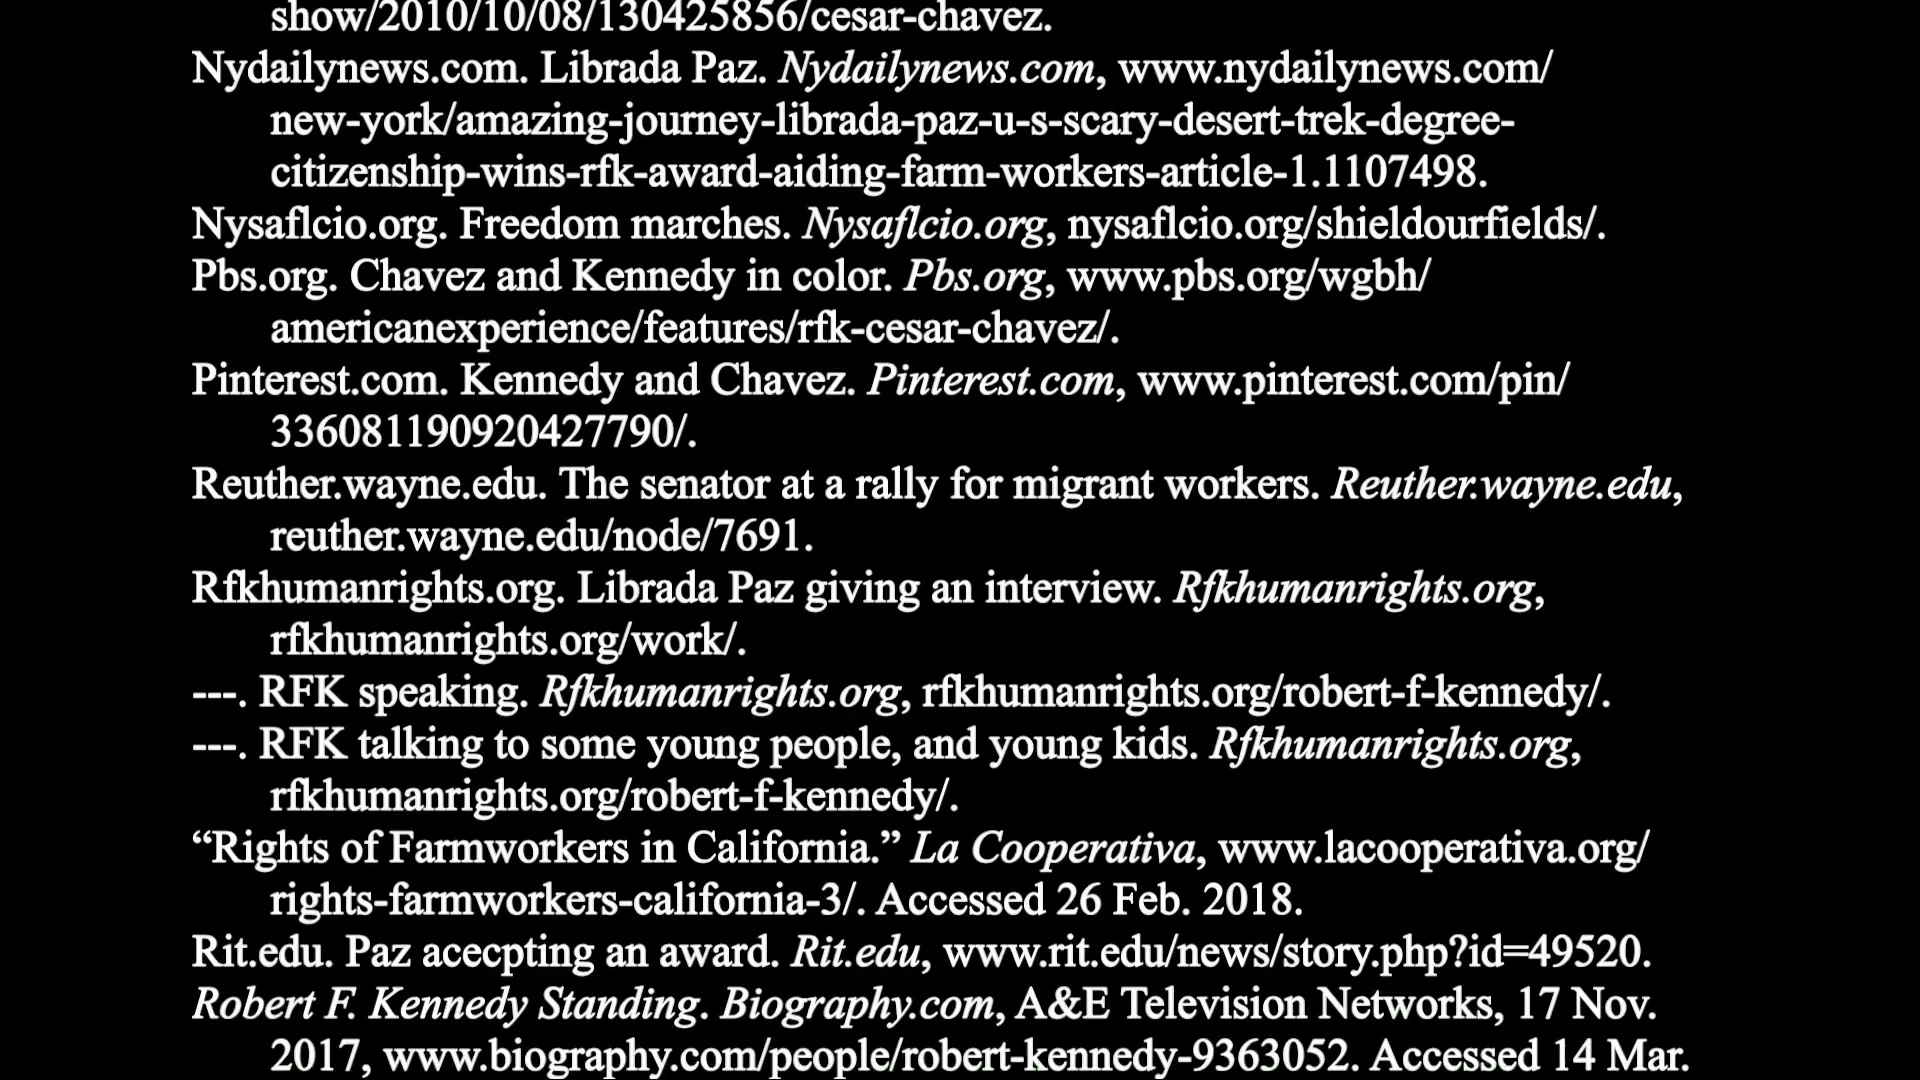 show/2010/10/08/130425856/cesar-chavez.
Nydailynews.com. Librada Paz. Nydailynews.com, www.nydailynews.com/
new-york/amazing-journey-librada-paz-u-s-scary-desert-trek-degree-
citizenship-wins-rfk-award-aiding-farm-workers-article-1.1107498.
Nysaflcio.org. Freedom marches. Nysaflcio.org, nysaflcio.org/shieldourfields/.
Pbs.org. Chavez and Kennedy in color. Pbs.org, www.pbs.org/wgbh/
americanexperience/features/rfk-cesar-chavez/.
Pinterest.com. Kennedy and Chavez. Pinterest.com, www.pinterest.com/pin/
336081190920427790/.
Reuther.wayne.edu. The senator at a rally for migrant workers. Reuther.wayne.edu,
reuther.wayne.edu/node/7691.
Rfkhumanrights.org. Librada Paz giving an interview. Rfkhumanrights.org,
rfkhumanrights.org/work/.
---. RFK speaking. Rfkhumanrights.org, rfkhumanrights.org/robert-f-kennedy/.
---. RFK talking to some young people, and young kids. Rfkhumanrights.org,
rfkhumanrights.org/robert-f-kennedy/.
“Rights of Farmworkers in California.” La Cooperativa, www.lacooperativa.org/
rights-farmworkers-california-3/. Accessed 26 Feb. 2018.
Rit.edu. Paz acecpting an award. Rit.edu, www.rit.edu/news/story.php?id=49520.
Robert F. Kennedy Standing. Biography.com, A&E Television Networks, 17 Nov.
2017, www.biography.com/people/robert-kennedy-9363052. Accessed 14 Mar.